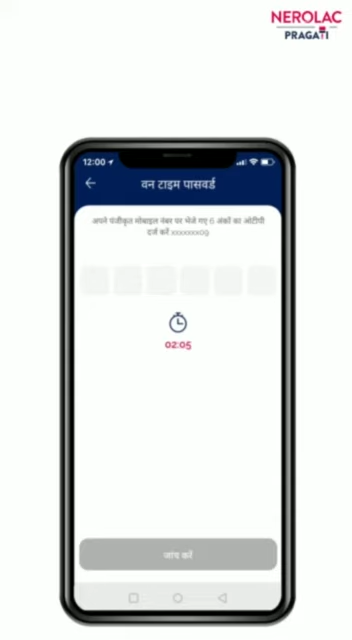 NEROLAC
PRAGATI
12:00
वन टाइम पासवर्ड
अपने पंजीकृत मोबाइल नंबर पर भेजे गए 6 अंकों का ओटीपी
दर्ज करें xxxxxxxx09
02:05
जांच करें